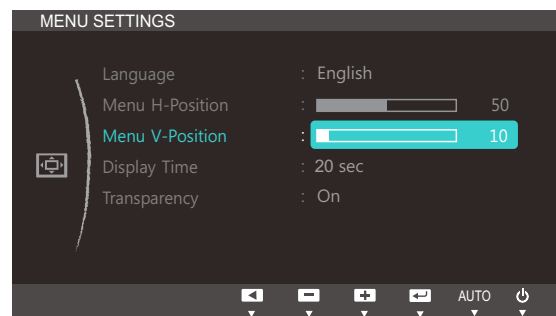 MENU SETTINGS
Language : English
Menu H-Position : 50
Menu V-Position : 10
Display Time : 20 sec
Transparency : On
AUTO